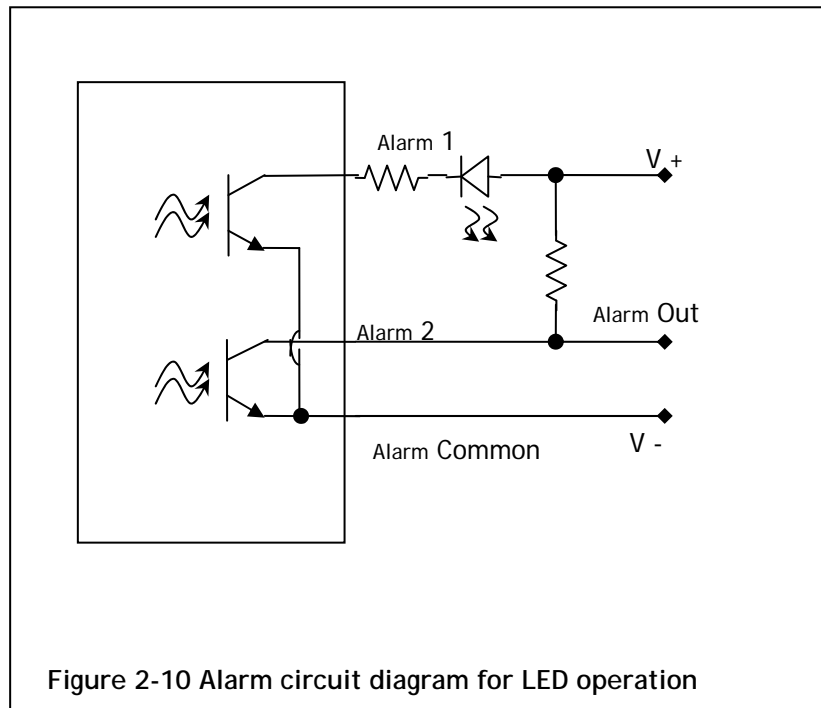 Alarm 1
V +
Alarm Out
Alarm 2
Alarm Common
V -
Figure 2-10 Alarm circuit diagram for LED operation